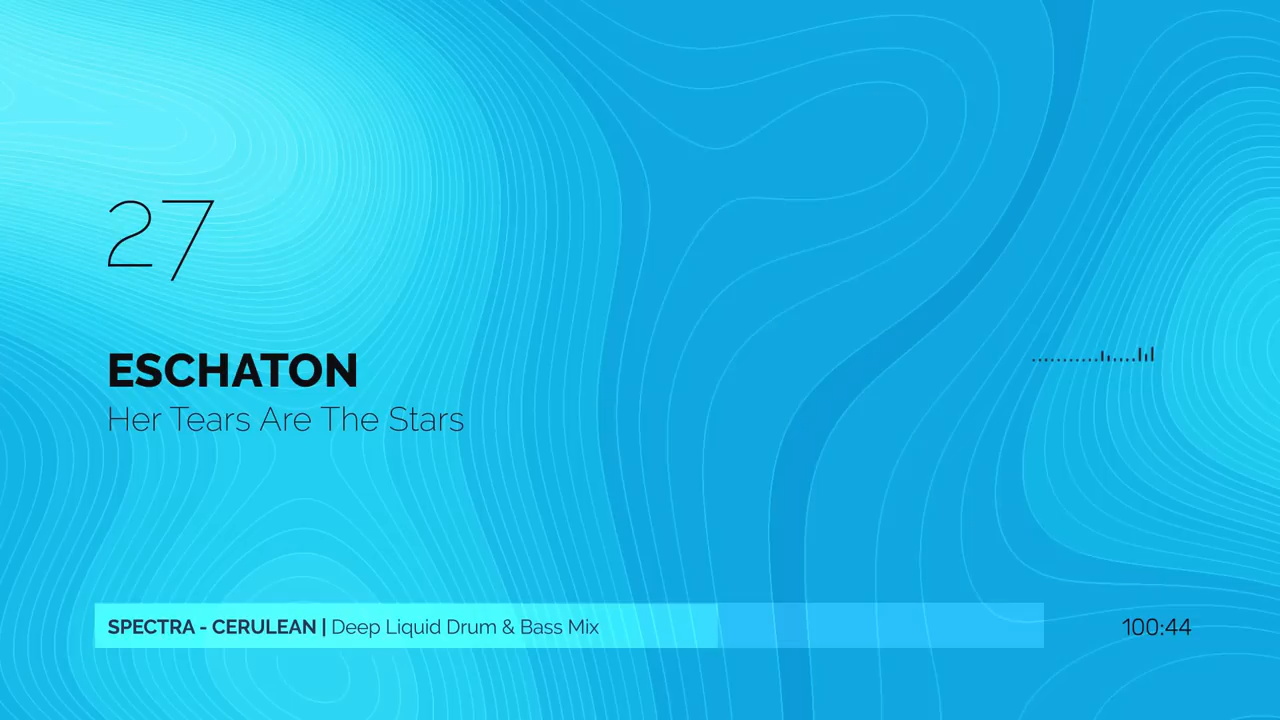 27
ESCHATON
Her Tears Are The Stars
SPECTRA - CERULEAN | Deep Liquid Drum & Bass Mix
100:44